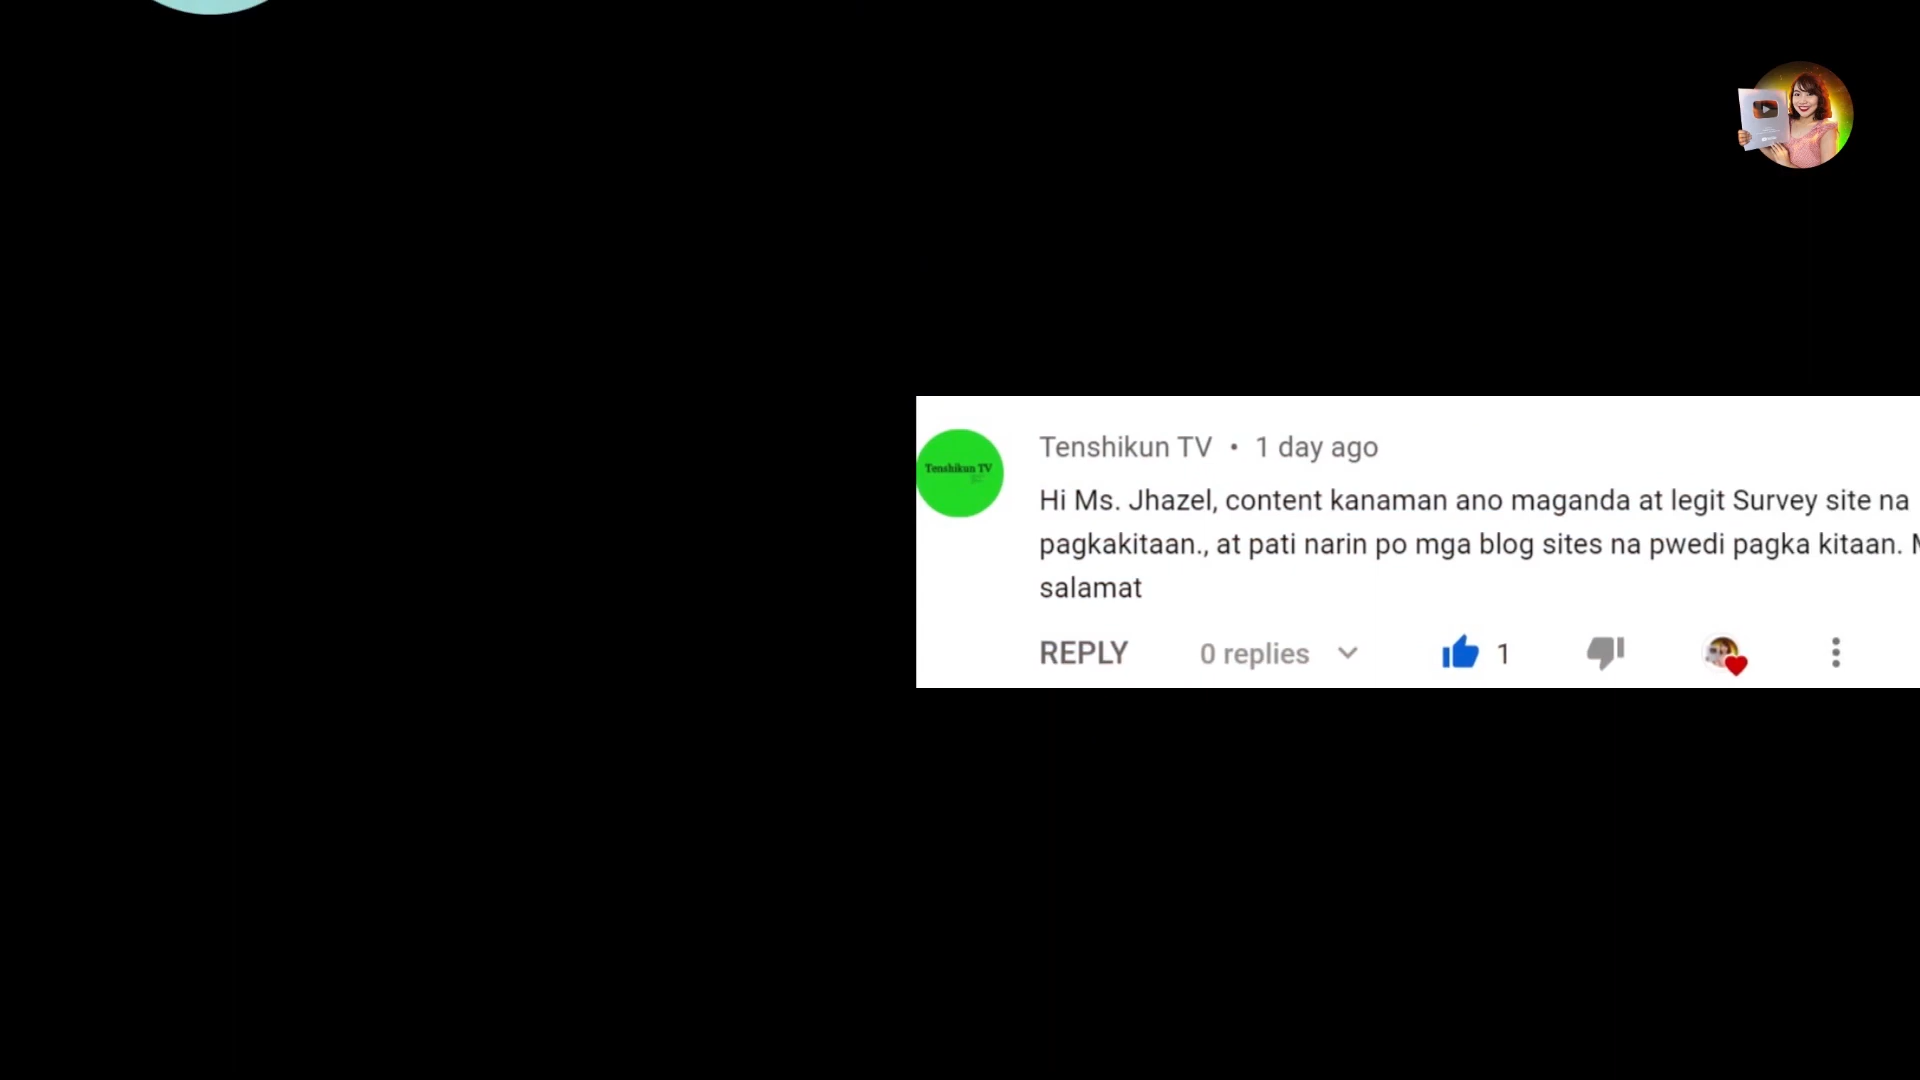 Tenshikun TV
Tenshikun TV • 1 day ago
Hi Ms. Jhazel, content kanaman ano maganda at legit Survey site na
pagkakitaan., at pati narin po mga blog sites na pwedi pagka kitaan.
salamat
REPLY 0 replies 1